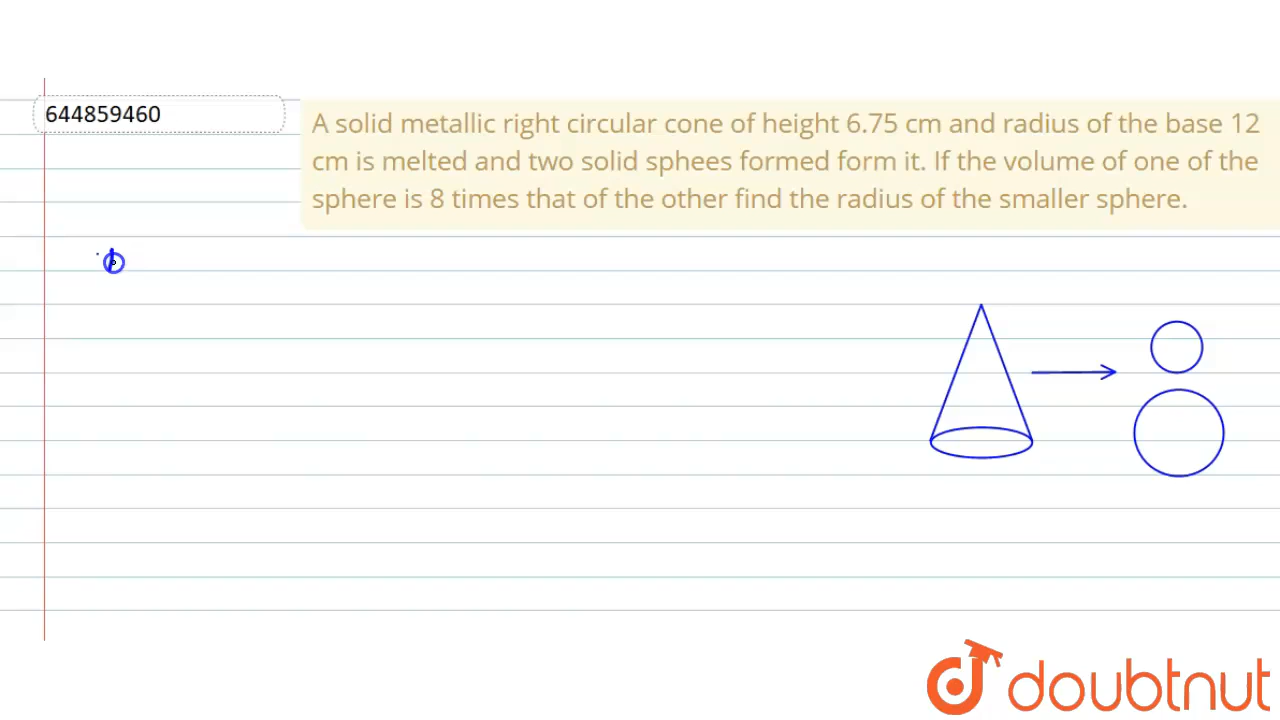 644859460
A solid metallic right circular cone of height 6.75 cm and radius of the base 12
cm is melted and two solid sphees formed form it. If the volume of one of the
sphere is 8 times that of the other find the radius of the smaller sphere.
doubtnut